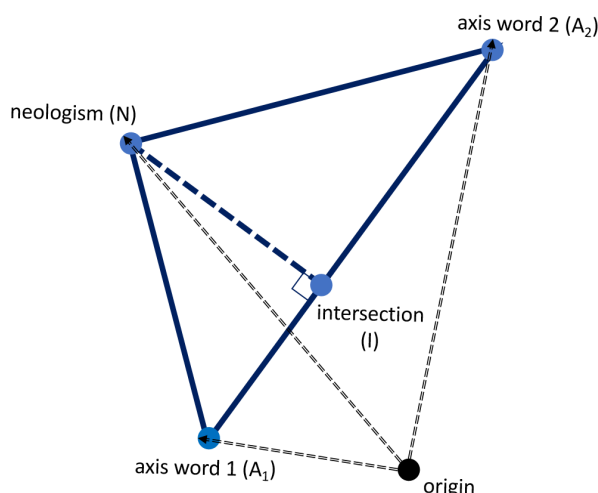 axis word 2 (A₂)
neologism (N)
intersection
(I)
axis word 1 (A₁)
origin